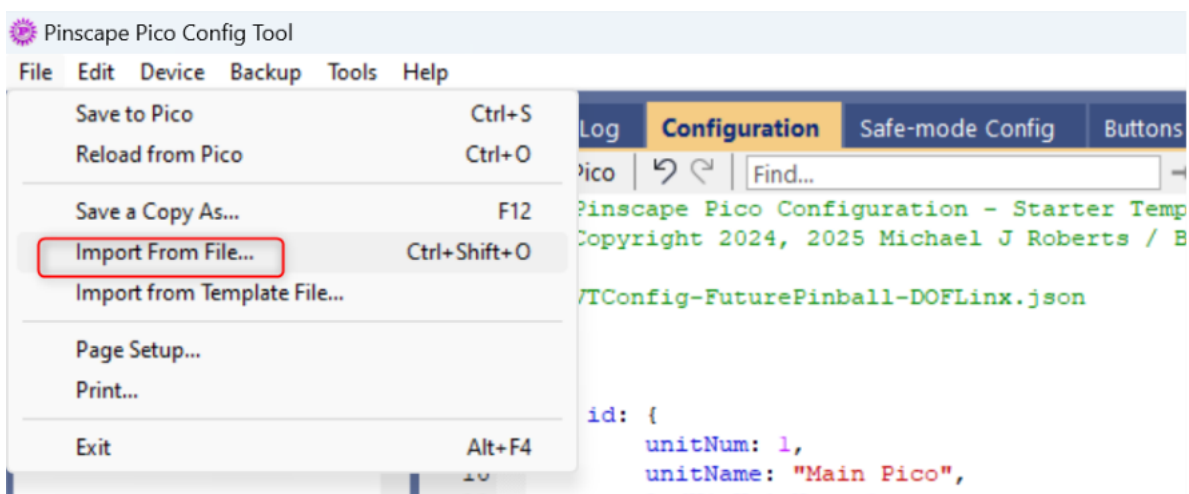 Pinscape Pico Config Tool
File Edit Device Backup Tools Help
Save to Pico Ctrl+S
Reload from Pico Ctrl+O
Save a Copy As... F12
Import From File... Ctrl+Shift+O
Import from Template File...
Page Setup...
Print...
Exit Alt+F4
Log Configuration Safe-mode Config Buttons
Pico Find...
Pinscape Pico Configuration - Starter Temp
Copyright 2024, 2025 Michael J Roberts / B
VTConfig-FuturePinball-DOFLinx.json
id: {
unitNum: 1,
unitName: "Main Pico",